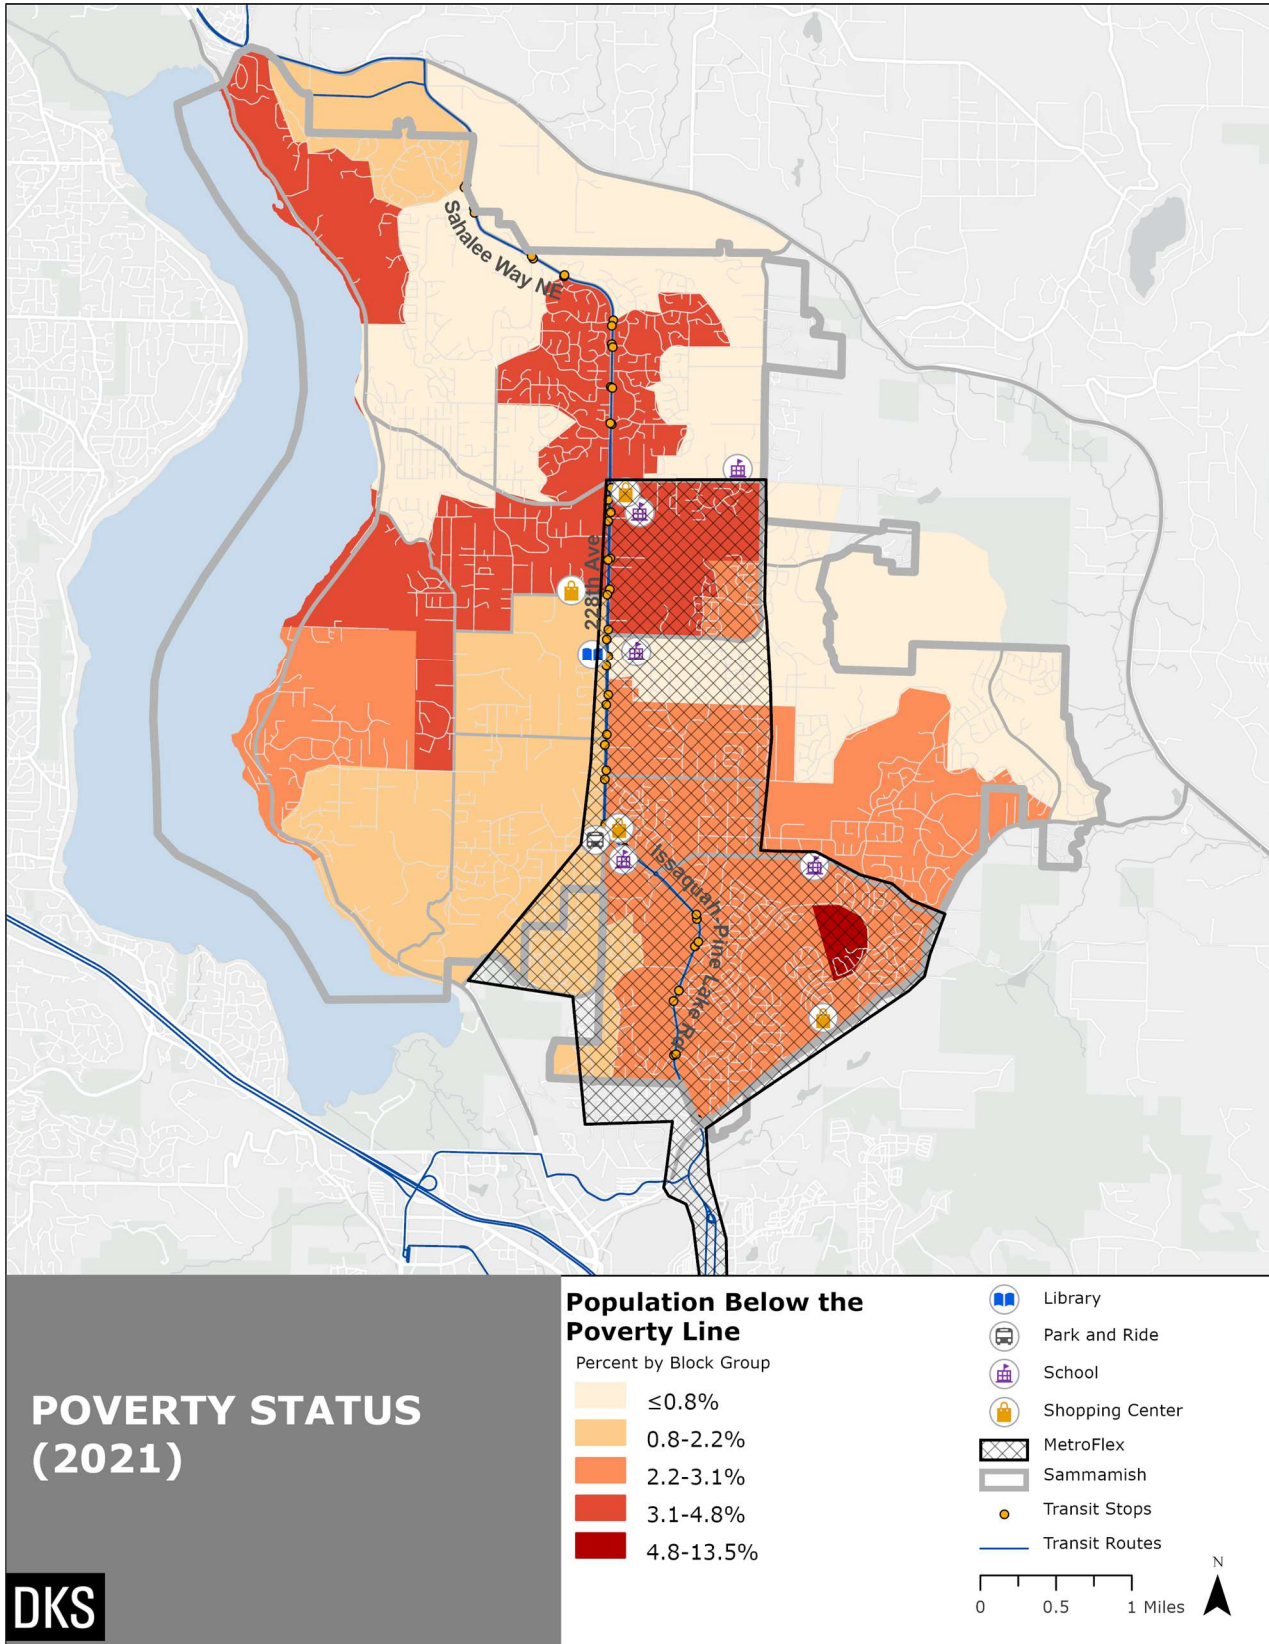 Sahalee Way NE
228th Ave
Issaquah-Pine Lake Rd
POVERTY STATUS
(2021)
DKS
Population Below the
Poverty Line
Percent by Block Group
≤0.8%
0.8-2.2%
2.2-3.1%
3.1-4.8%
4.8-13.5%
Library
Park and Ride
School
Shopping Center
MetroFlex
Sammamish
Transit Stops
Transit Routes
N
0 0.5 1 Miles